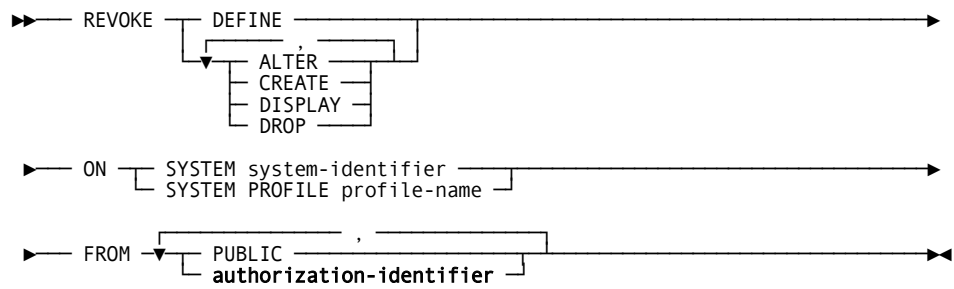 REVOKE DEFINE
,
ALTER
CREATE
DISPLAY
DROP
ON SYSTEM system-identifier
SYSTEM PROFILE profile-name
,
FROM PUBLIC
authorization-identifier